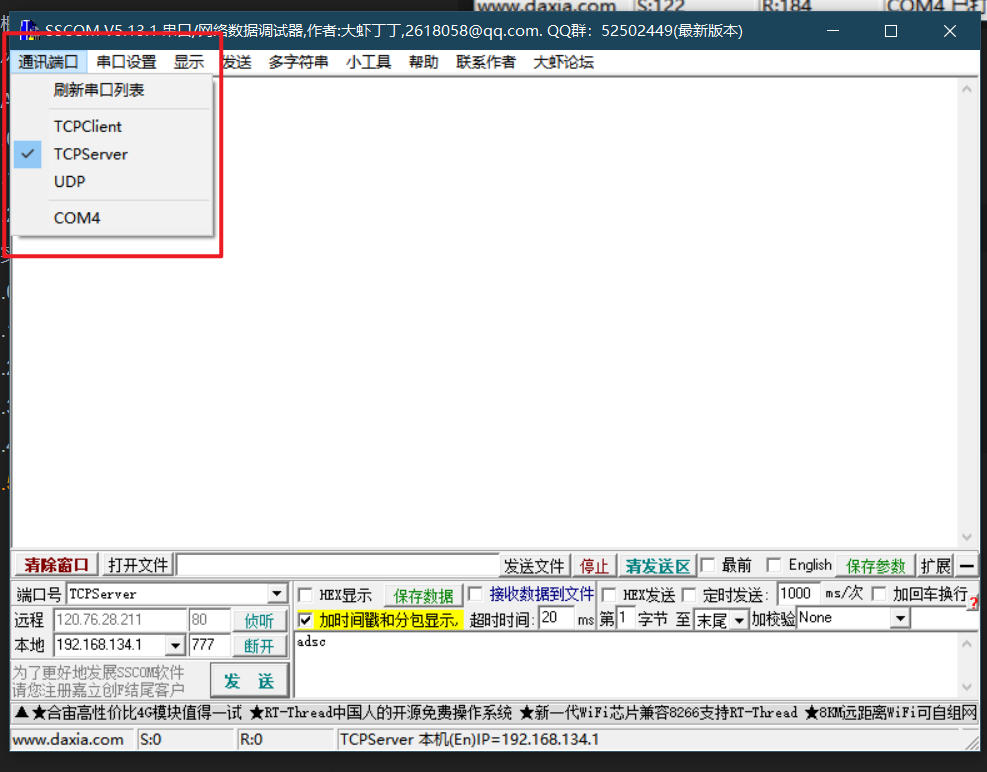 www.daxia.com S:122 R:184 COM4 已打
SSCOM V5.13.1 串口/网络数据调试器,作者:大虾丁丁,2618058@qq.com. QQ群: 52502449(最新版本)
通讯端口 串口设置 显示 发送 多字符串 小工具 帮助 联系作者 大虾论坛
刷新串口列表
TCPClient
TCPServer
UDP
COM4
清除窗口 打开文件 发送文件 停止 清发送区 最前 English 保存参数 扩展
端口号 TCPServer HEX显示 保存数据 接收数据到文件 HEX发送 定时发送: 1000 ms/次 加回车换行
远程 120.76.28.211 80 侦听 加时间戳和分包显示, 超时时间: 20 ms 第 1 字节 至 末尾 加校验 None
本地 192.168.134.1 777 断开 adsc
为了更好地发展SSCOM软件
请您注册嘉立创F结尾客户
发 送
▲★合宙高性价比4G模块值得一试 ★RT-Thread中国人的开源免费操作系统 ★新一代WiFi芯片兼容8266支持RT-Thread ★8KM远距离WiFi可自组网
www.daxia.com S:0 R:0 TCPServer 本机(En)IP=192.168.134.1